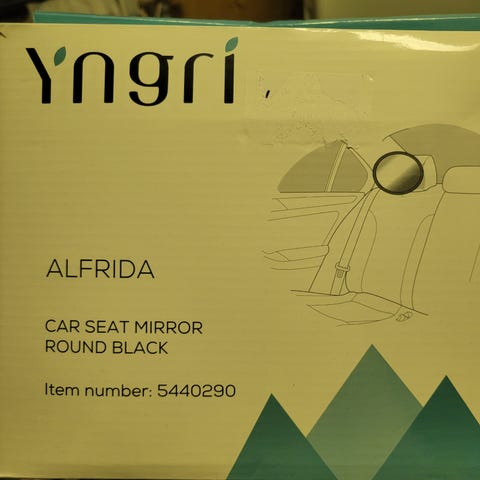 Yngri
ALFRIDA
CAR SEAT MIRROR
ROUND BLACK
Item number: 5440290